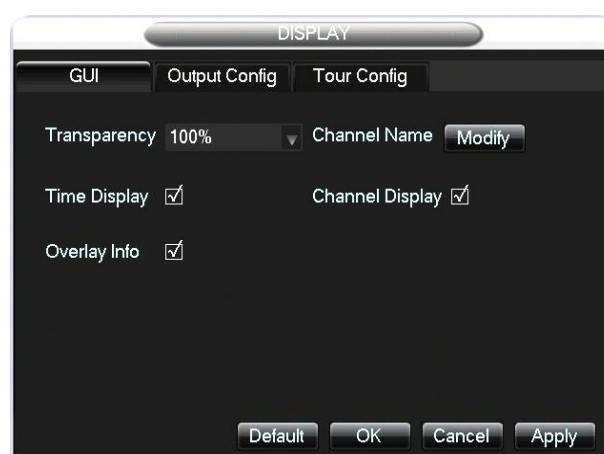 DISPLAY
GUI Output Config Tour Config
Transparency 100% Channel Name Modify
Time Display Channel Display
Overlay Info
Default OK Cancel Apply